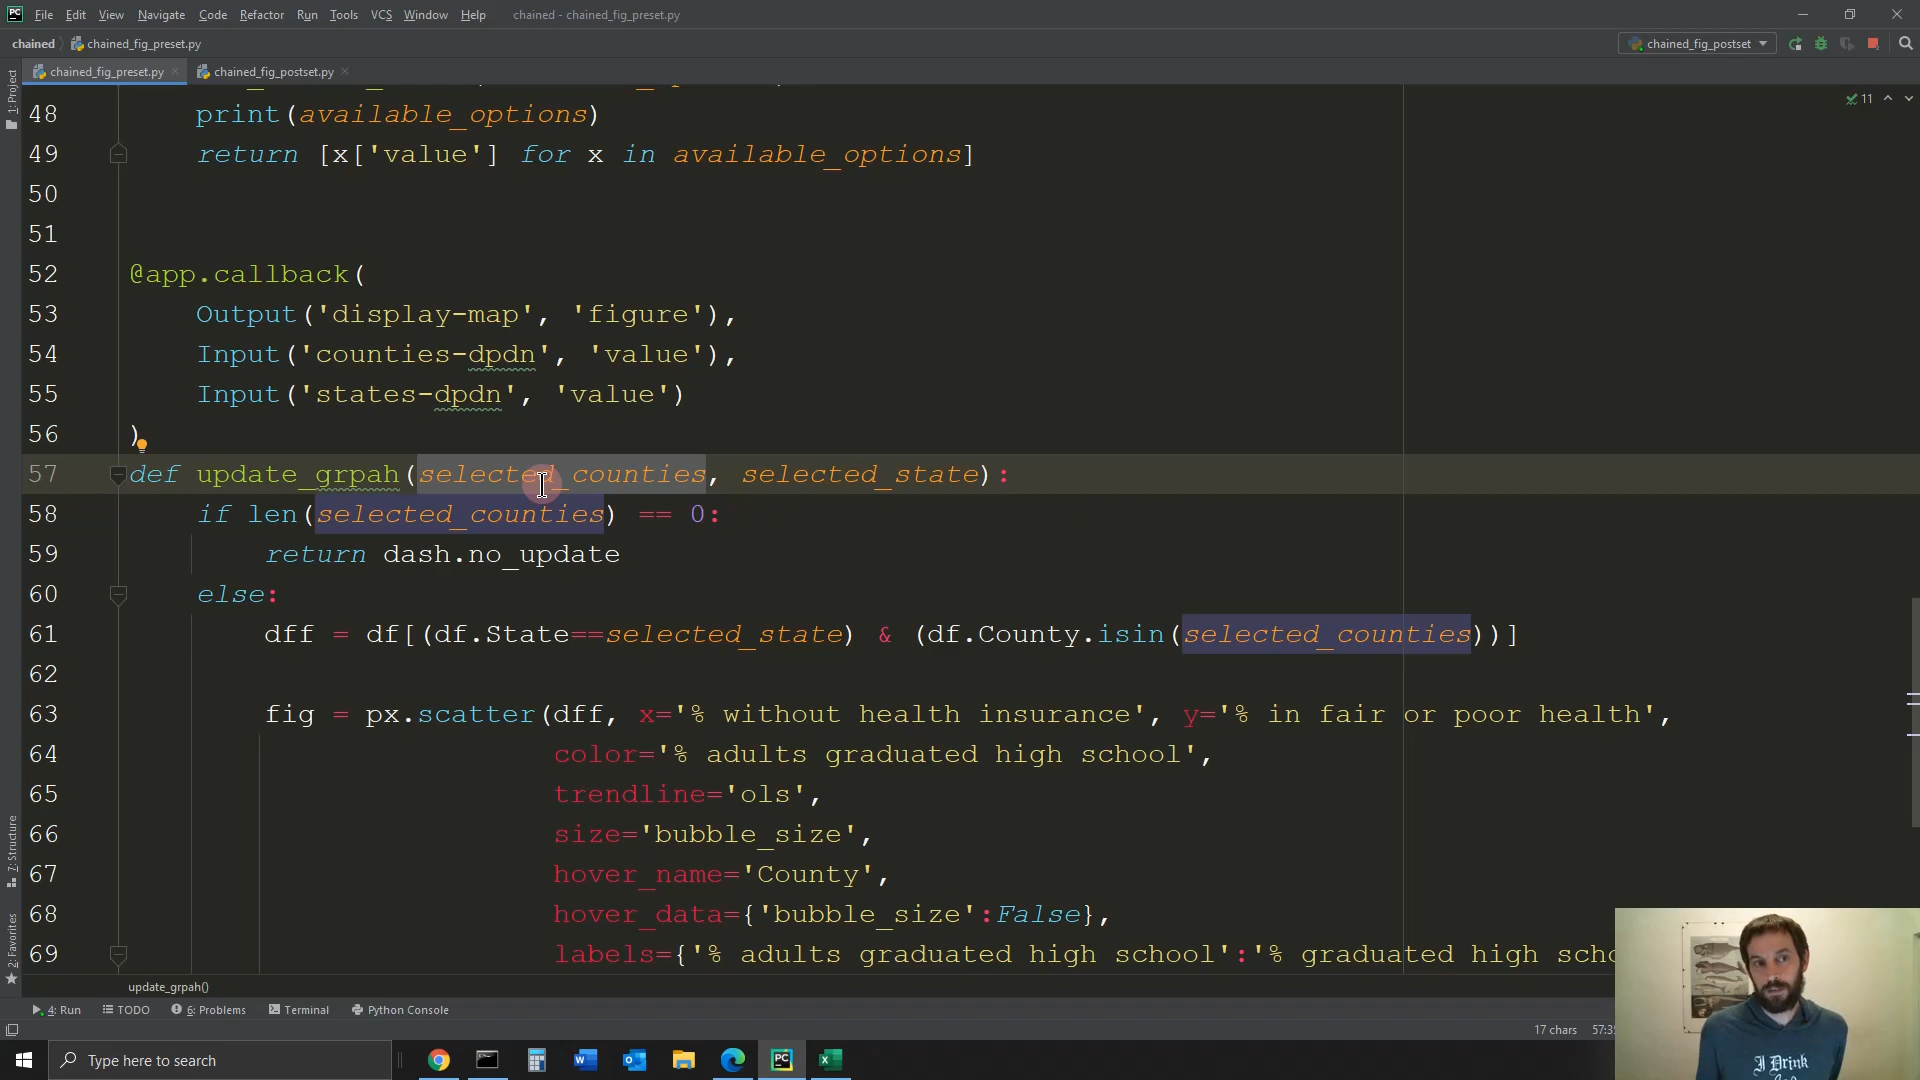 File Edit View Navigate Code Refactor Run Tools VCS Window Help chained - chained_fig_preset.py
chained chained_fig_preset.py chained_fig_postset
chained_fig_preset.py chained_fig_postset.py
1: Project
11
48 print(available_options)
49 return [x['value'] for x in available_options]
50
51
52 @app.callback(
53 Output('display-map', 'figure'),
54 Input('counties-dpdn', 'value'),
55 Input('states-dpdn', 'value')
56 )
57 def update_grpah(selected_counties, selected_state):
58 if len(selected_counties) == 0:
59 return dash.no_update
60 else:
61 dff = df[(df.State==selected_state) & (df.County.isin(selected_counties))]
62
63 fig = px.scatter(dff, x='% without health insurance', y='% in fair or poor health',
64 color='% adults graduated high school',
65 trendline='ols',
66 size='bubble_size',
67 hover_name='County',
68 hover_data={'bubble_size':False},
69 labels={'% adults graduated high school':'% graduated high scho
7: Structure
2: Favorites
update_grpah()
4: Run TODO 6: Problems Terminal Python Console
17 chars 57:3
Type here to search
I Drink